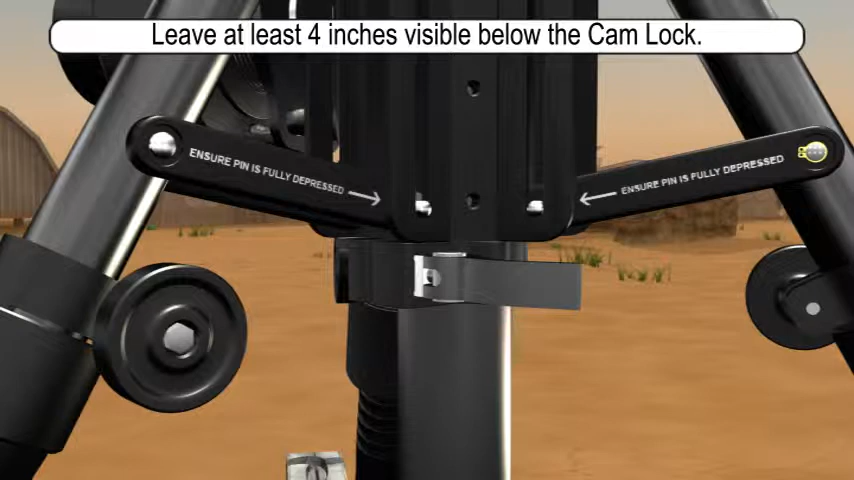 Leave at least 4 inches visible below the Cam Lock.
ENSURE PIN IS FULLY DEPRESSED
ENSURE PIN IS FULLY DEPRESSED